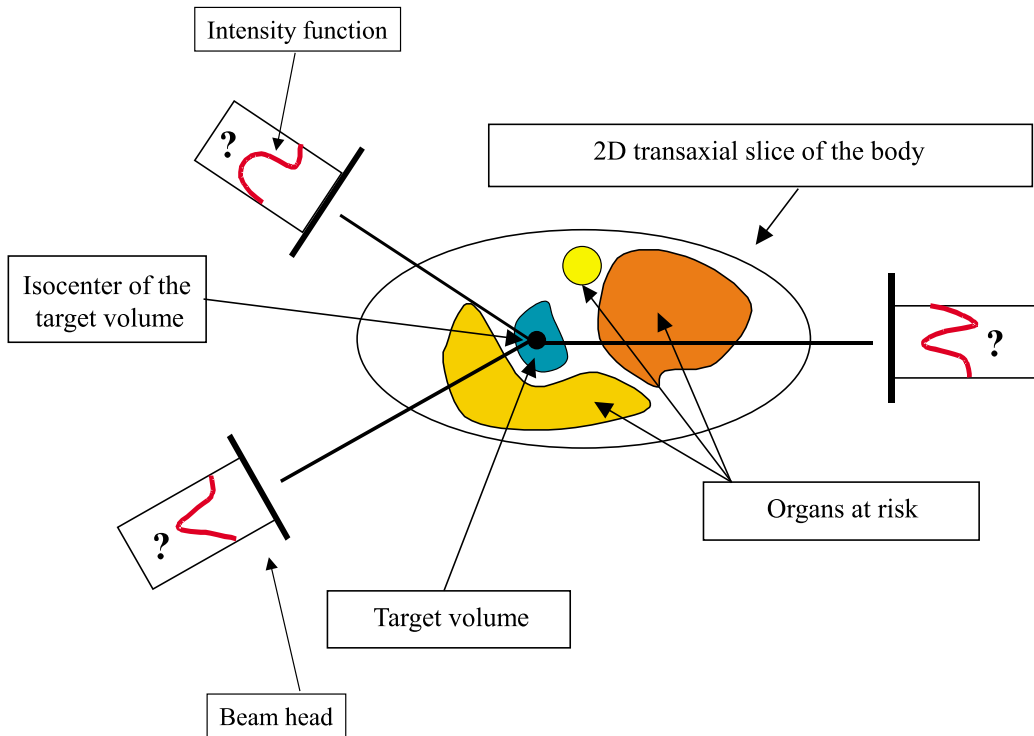 Intensity function
?
2D transaxial slice of the body
Isocenter of the
target volume
?
Organs at risk
?
Target volume
Beam head